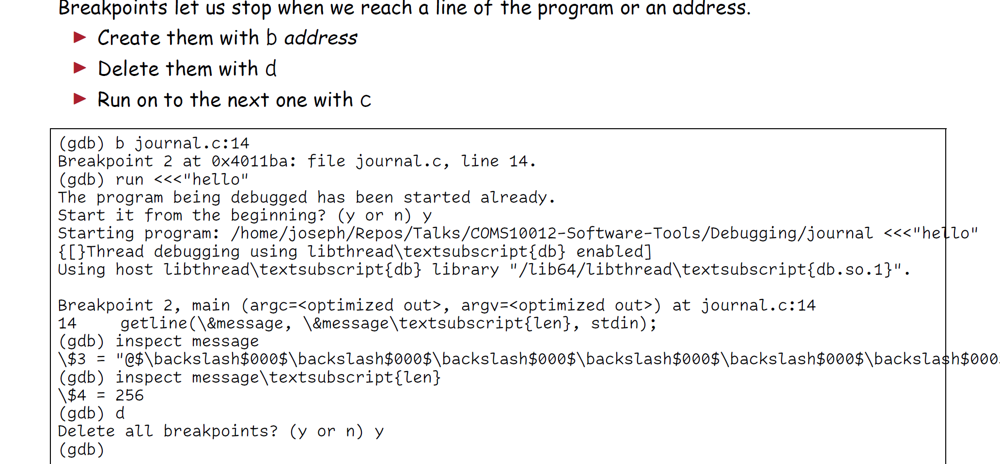 Breakpoints let us stop when we reach a line of the program or an address.
► Create them with b address
► Delete them with d
► Run on to the next one with c
(gdb) b journal.c:14
Breakpoint 2 at 0x4011ba: file journal.c, line 14.
(gdb) run <<<"hello"
The program being debugged has been started already.
Start it from the beginning? (y or n) y
Starting program: /home/joseph/Repos/Talks/COMS10012-Software-Tools/Debugging/journal <<<"hello"
{[}Thread debugging using libthread\textsubscript{db} enabled]
Using host libthread\textsubscript{db} library "/lib64/libthread\textsubscript{db.so.1}".
Breakpoint 2, main (argc=<optimized out>, argv=<optimized out>) at journal.c:14
14    getline(\&message, \&message\textsubscript{len}, stdin);
(gdb) inspect message
\$3 = "@$\backslash$000$\backslash$000$\backslash$000$\backslash$000$\backslash$000$\backslash$000
(gdb) inspect message\textsubscript{len}
\$4 = 256
(gdb) d
Delete all breakpoints? (y or n) y
(gdb)